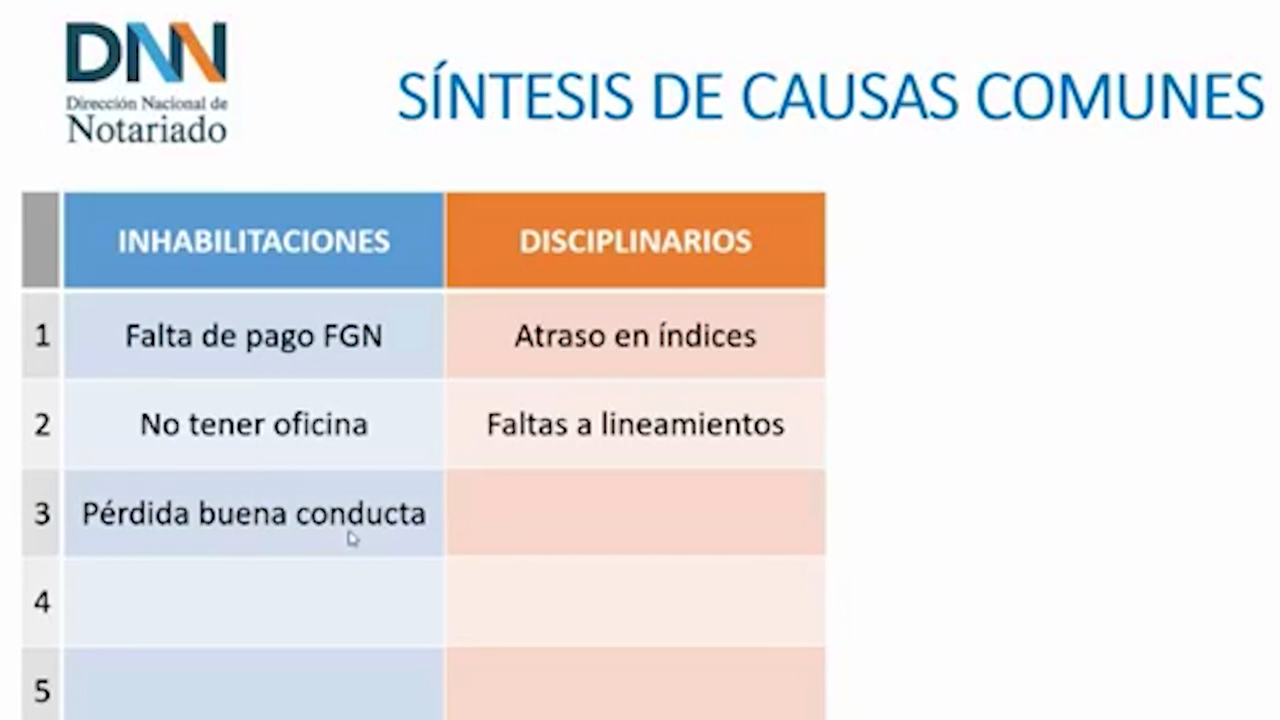 DNN
Dirección Nacional de
Notariado
SÍNTESIS DE CAUSAS COMUNES
INHABILITACIONES DISCIPLINARIOS
1 Falta de pago FGN Atraso en índices
2 No tener oficina Faltas a lineamientos
3 Pérdida buena conducta
4
5